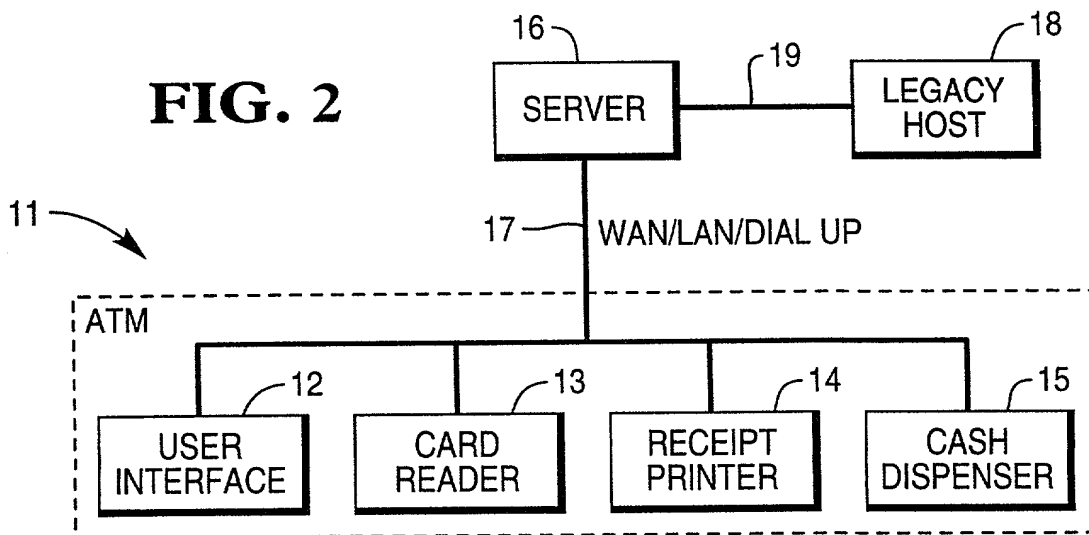 FIG. 2
16
SERVER
19
18
LEGACY
HOST
11
17
WAN/LAN/DIAL UP
ATM
12
USER
INTERFACE
13
CARD
READER
14
RECEIPT
PRINTER
15
CASH
DISPENSER